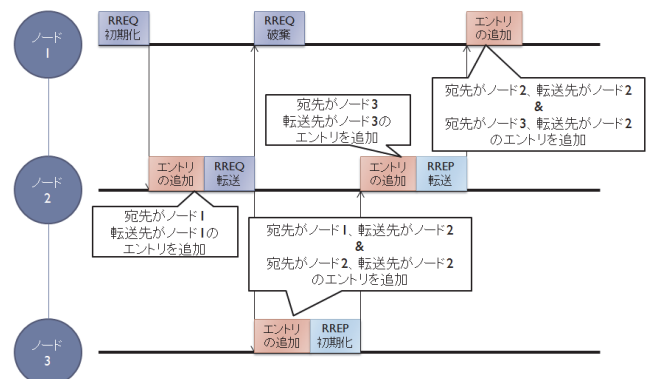 ノード
1
RREQ
初期化
RREQ
破棄
エントリ
の追加
宛先がノード2、転送先がノード2
&
宛先がノード3、転送先がノード2
のエントリを追加
宛先がノード3
転送先がノード3の
エントリを追加
ノード
2
エントリ
の追加
RREQ
転送
エントリ
の追加
RREP
転送
宛先がノード1
転送先がノード1の
エントリを追加
宛先がノード1、転送先がノード2
&
宛先がノード2、転送先がノード2
のエントリを追加
ノード
3
エントリ
の追加
RREP
初期化